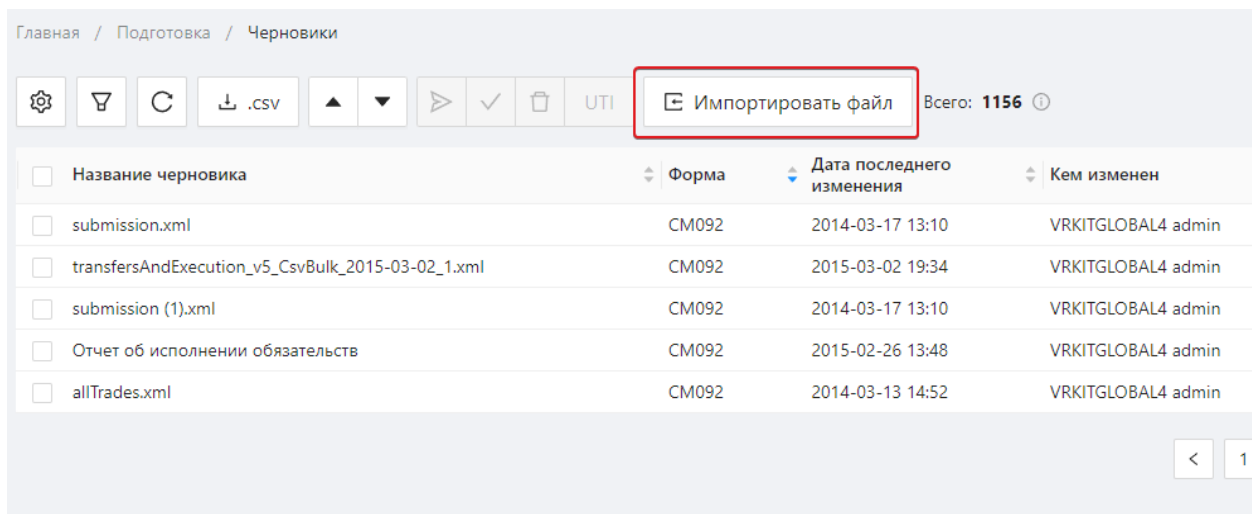 Главная / Подготовка / Черновики
.csv UTI Импортировать файл Всего: 1156
Название черновика Форма Дата последнего изменения Кем изменен
submission.xml CM092 2014-03-17 13:10 VRKITGLOBAL4 admin
transfersAndExecution_v5_CsvBulk_2015-03-02_1.xml CM092 2015-03-02 19:34 VRKITGLOBAL4 admin
submission (1).xml CM092 2014-03-17 13:10 VRKITGLOBAL4 admin
Отчет об исполнении обязательств CM092 2015-02-26 13:48 VRKITGLOBAL4 admin
allTrades.xml CM092 2014-03-13 14:52 VRKITGLOBAL4 admin
< 1